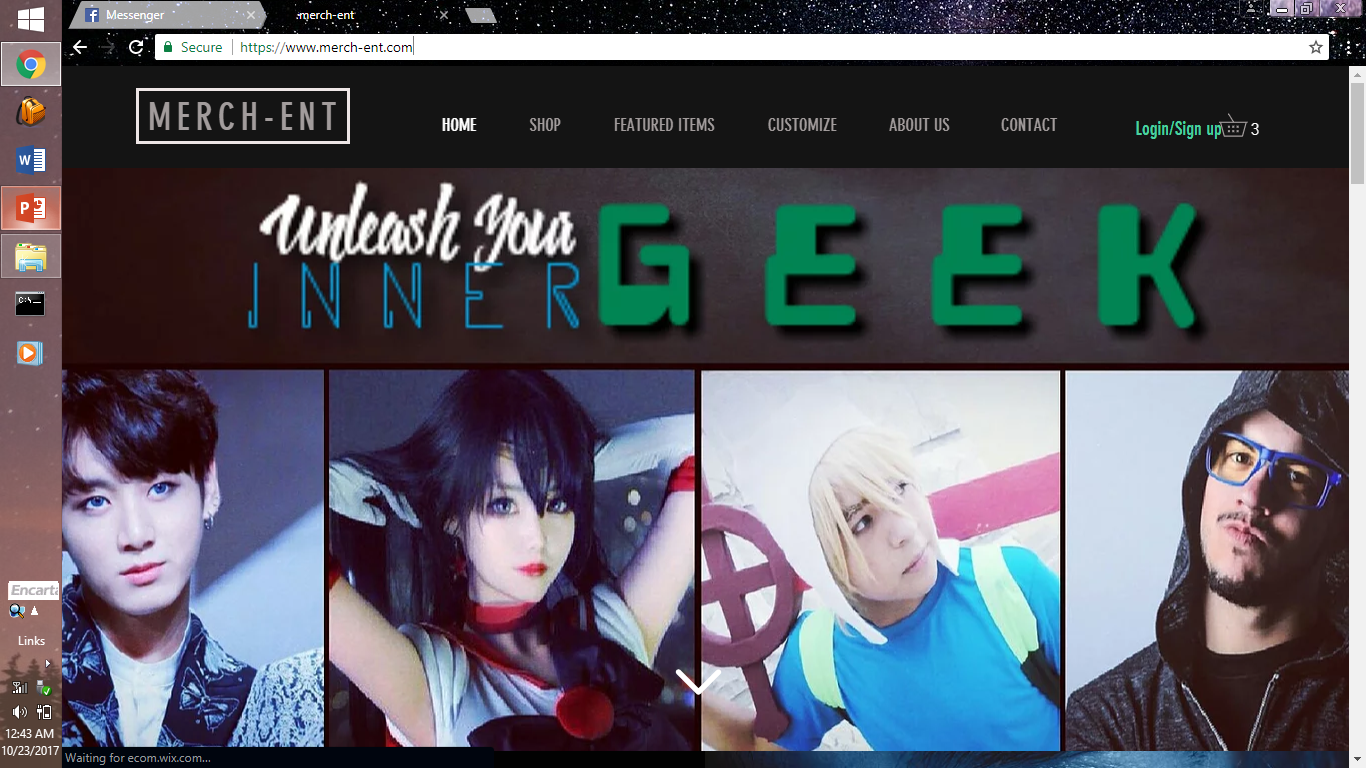 Messenger
merch-ent
Secure
https://www.merch-ent.com
MERCH-ENT
HOME
SHOP
FEATURED ITEMS
CUSTOMIZE
ABOUT US
CONTACT
Login/Sign up
3
Unleash Your
INNER
GEEK
Encarta
Links
12:43 AM
10/23/2017
Waiting for ecom.wix.com...